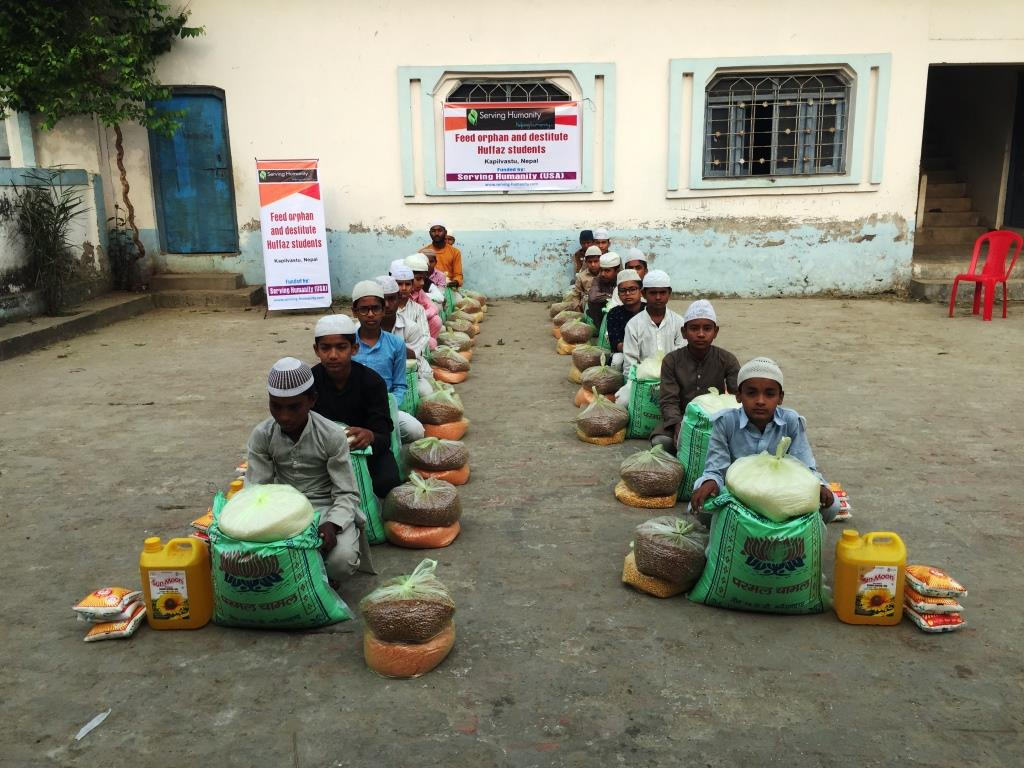 Serving Humanity
Feed orphan and destitute
Huffaz students
Kapilvastu, Nepal
Funded by:
Serving Humanity (USA)
www.serving-humanity.com
Serving Humanity
Feed orphan
and destitute
Huffaz students
Kapilvastu, Nepal
Funded by:
Serving Humanity (USA)
www.serving-humanity.com
Sun Moon
परमल चामल
Sun Moon
परमल चामल